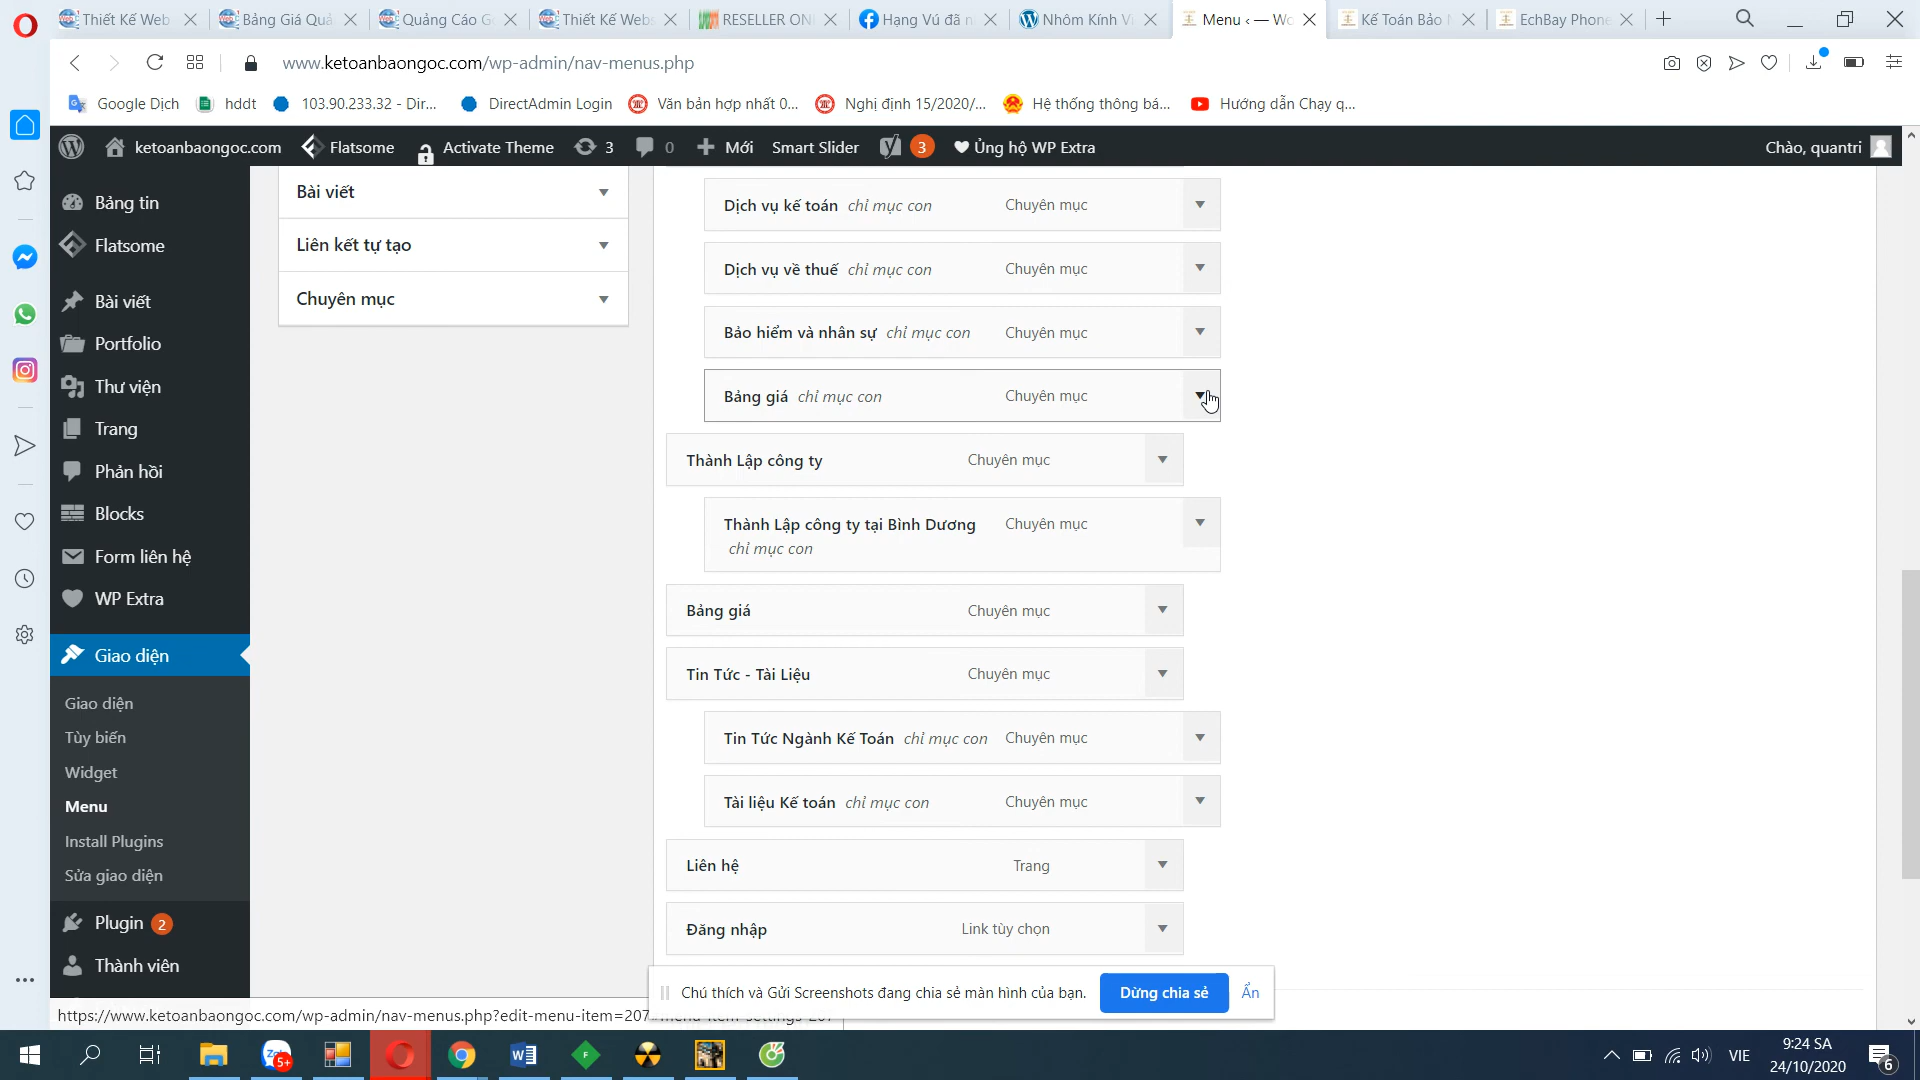 Thiết Kế Web
Bảng Giá Quả
Quảng Cáo G
Thiết Kế Webs
RESELLER ONI
Hạng Vú đã n
Nhôm Kính Vi
Menu ‹ — Wo
Kế Toán Bảo N
EchBay Phone
www.ketoanbaongoc.com/wp-admin/nav-menus.php
Google Dịch
hddt
103.90.233.32 - Dir...
DirectAdmin Login
Văn bản hợp nhất 0...
Nghị định 15/2020/...
Hệ thống thông bá...
Hướng dẫn Chạy q...
ketoanbaongoc.com
Flatsome
Activate Theme
3
0
Mới
Smart Slider
3
Ủng hộ WP Extra
Chào, quantri
Bảng tin
Flatsome
Bài viết
Portfolio
Thư viện
Trang
Phản hồi
Blocks
Form liên hệ
WP Extra
Giao diện
Giao diện
Tùy biến
Widget
Menu
Install Plugins
Sửa giao diện
Plugin 2
Thành viên
Bài viết
Liên kết tự tạo
Chuyên mục
Dịch vụ kế toán chỉ mục con Chuyên mục
Dịch vụ về thuế chỉ mục con Chuyên mục
Bảo hiểm và nhân sự chỉ mục con Chuyên mục
Bảng giá chỉ mục con Chuyên mục
Thành Lập công ty Chuyên mục
Thành Lập công ty tại Bình Dương Chuyên mục
chỉ mục con
Bảng giá Chuyên mục
Tin Tức - Tài Liệu Chuyên mục
Tin Tức Ngành Kế Toán chỉ mục con Chuyên mục
Tài liệu Kế toán chỉ mục con Chuyên mục
Liên hệ Trang
Đăng nhập Link tùy chọn
Chú thích và Gửi Screenshots đang chia sẻ màn hình của bạn.
Dừng chia sẻ
Ẩn
https://www.ketoanbaongoc.com/wp-admin/nav-menus.php?edit-menu-item=207
5+
VIE
9:24 SA
24/10/2020
6